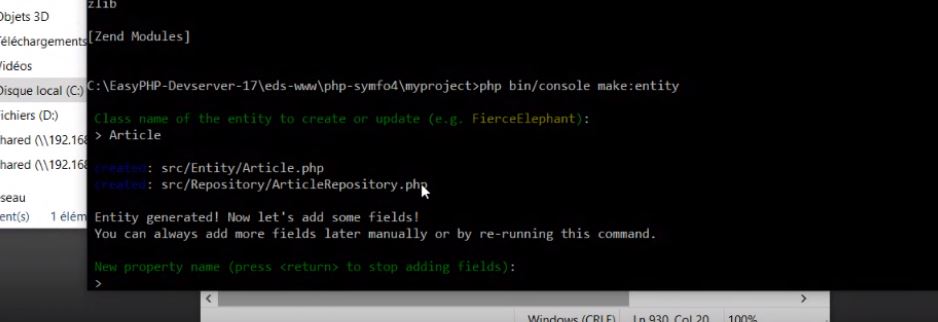 Objets 3D
Téléchargements
Vidéos
Disque local (C:)
Fichiers (D:)
hared (\\192.168
hared (\\192.168
seau
ent(s) 1 élém
zlib
[Zend Modules]
C:\EasyPHP-Devserver-17\eds-www\php-symfo4\myproject>php bin/console make:entity
Class name of the entity to create or update (e.g. FierceElephant):
> Article
created: src/Entity/Article.php
created: src/Repository/ArticleRepository.php
Entity generated! Now let's add some fields!
You can always add more fields later manually or by re-running this command.
New property name (press <return> to stop adding fields):
>
Windows (CRLF) Ln 930, Col 20 100%